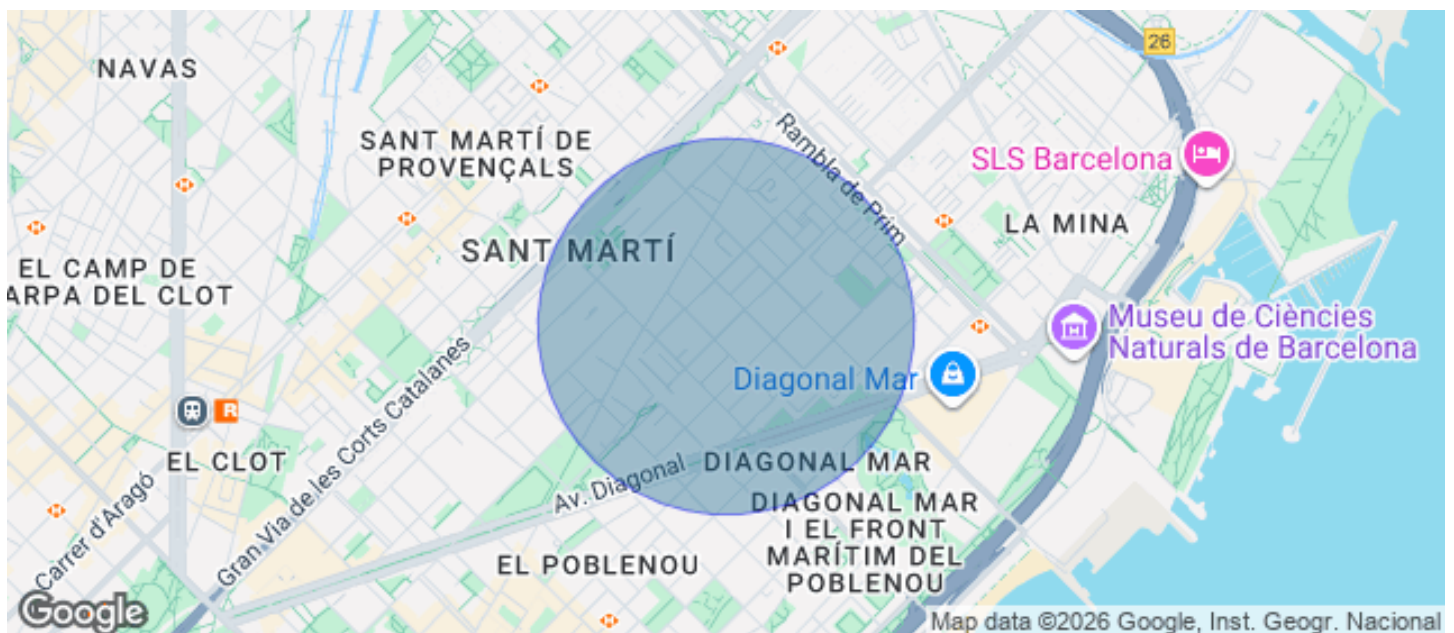 26
NAVAS
Rambla de Prim
SANT MARTÍ DE
PROVENÇALS
SLS Barcelona
LA MINA
SANT MARTÍ
EL CAMP DE
ARPA DEL CLOT
Museu de Ciències
Naturals de Barcelona
Gran Via de les Corts Catalanes
Diagonal Mar
R
EL CLOT
Av. Diagonal
DIAGONAL MAR
Carrer d'Aragó
DIAGONAL MAR
I EL FRONT
MARÍTIM DEL
POBLENOU
EL POBLENOU
Google
Map data ©2026 Google, Inst. Geogr. Nacional